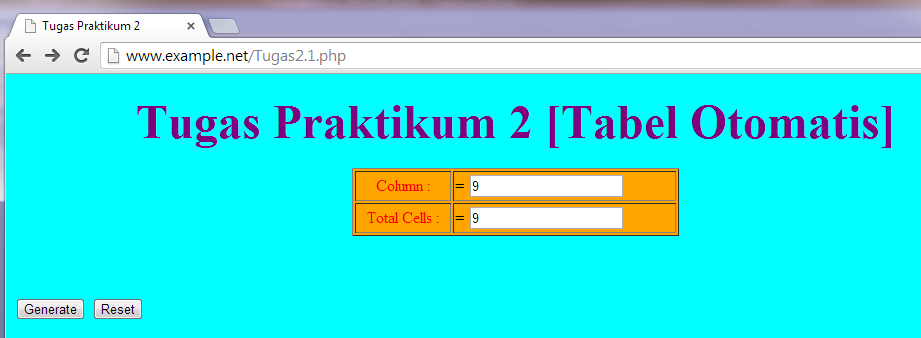 Tugas Praktikum 2
www.example.net/Tugas2.1.php
Tugas Praktikum 2 [Tabel Otomatis]
Column : = 9
Total Cells : = 9
Generate Reset